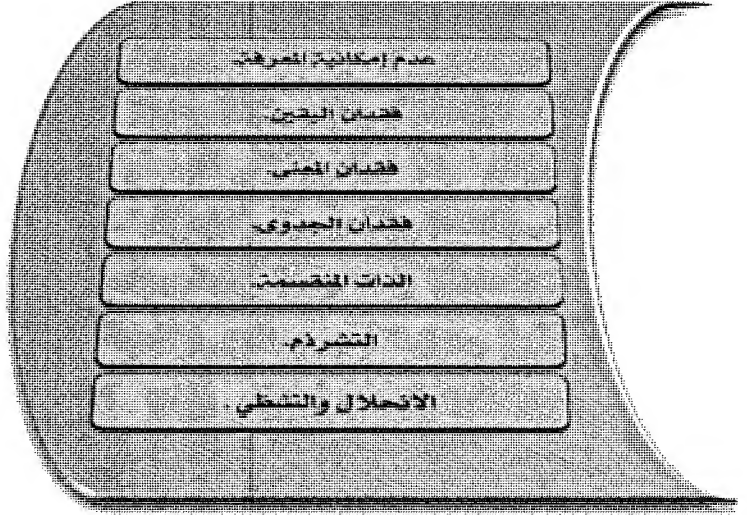 عدم إمكانية المعرفة.
فقدان اليقين.
فقدان المعنى.
فقدان الجدوى.
الذات المنقسمة.
التشرذم.
الانحلال والتشظي .